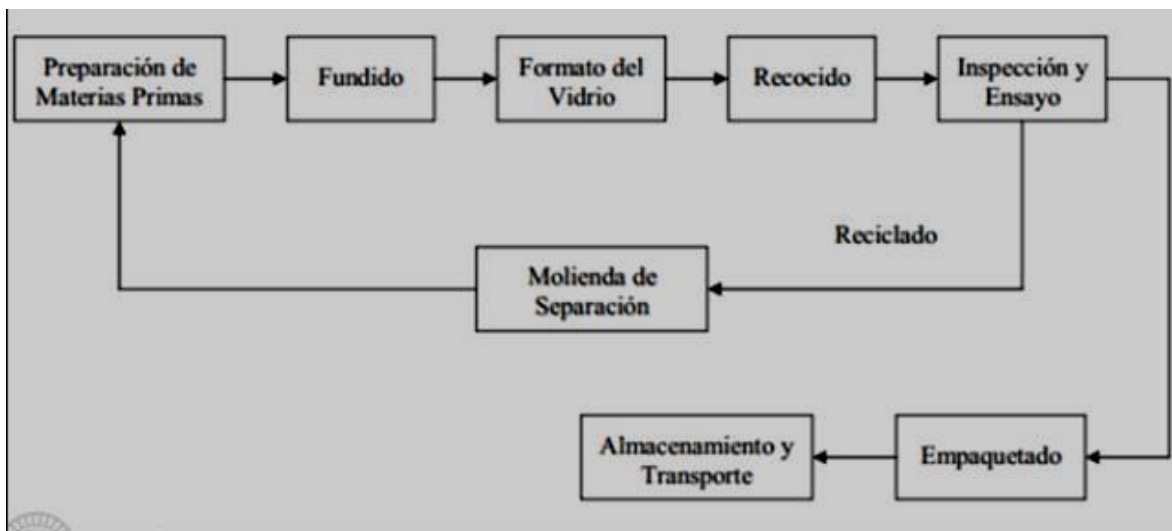 Preparación de
Materias Primas
Fundido
Formato del
Vidrio
Recocido
Inspección y
Ensayo
Reciclado
Molienda de
Separación
Almacenamiento y
Transporte
Empaquetado